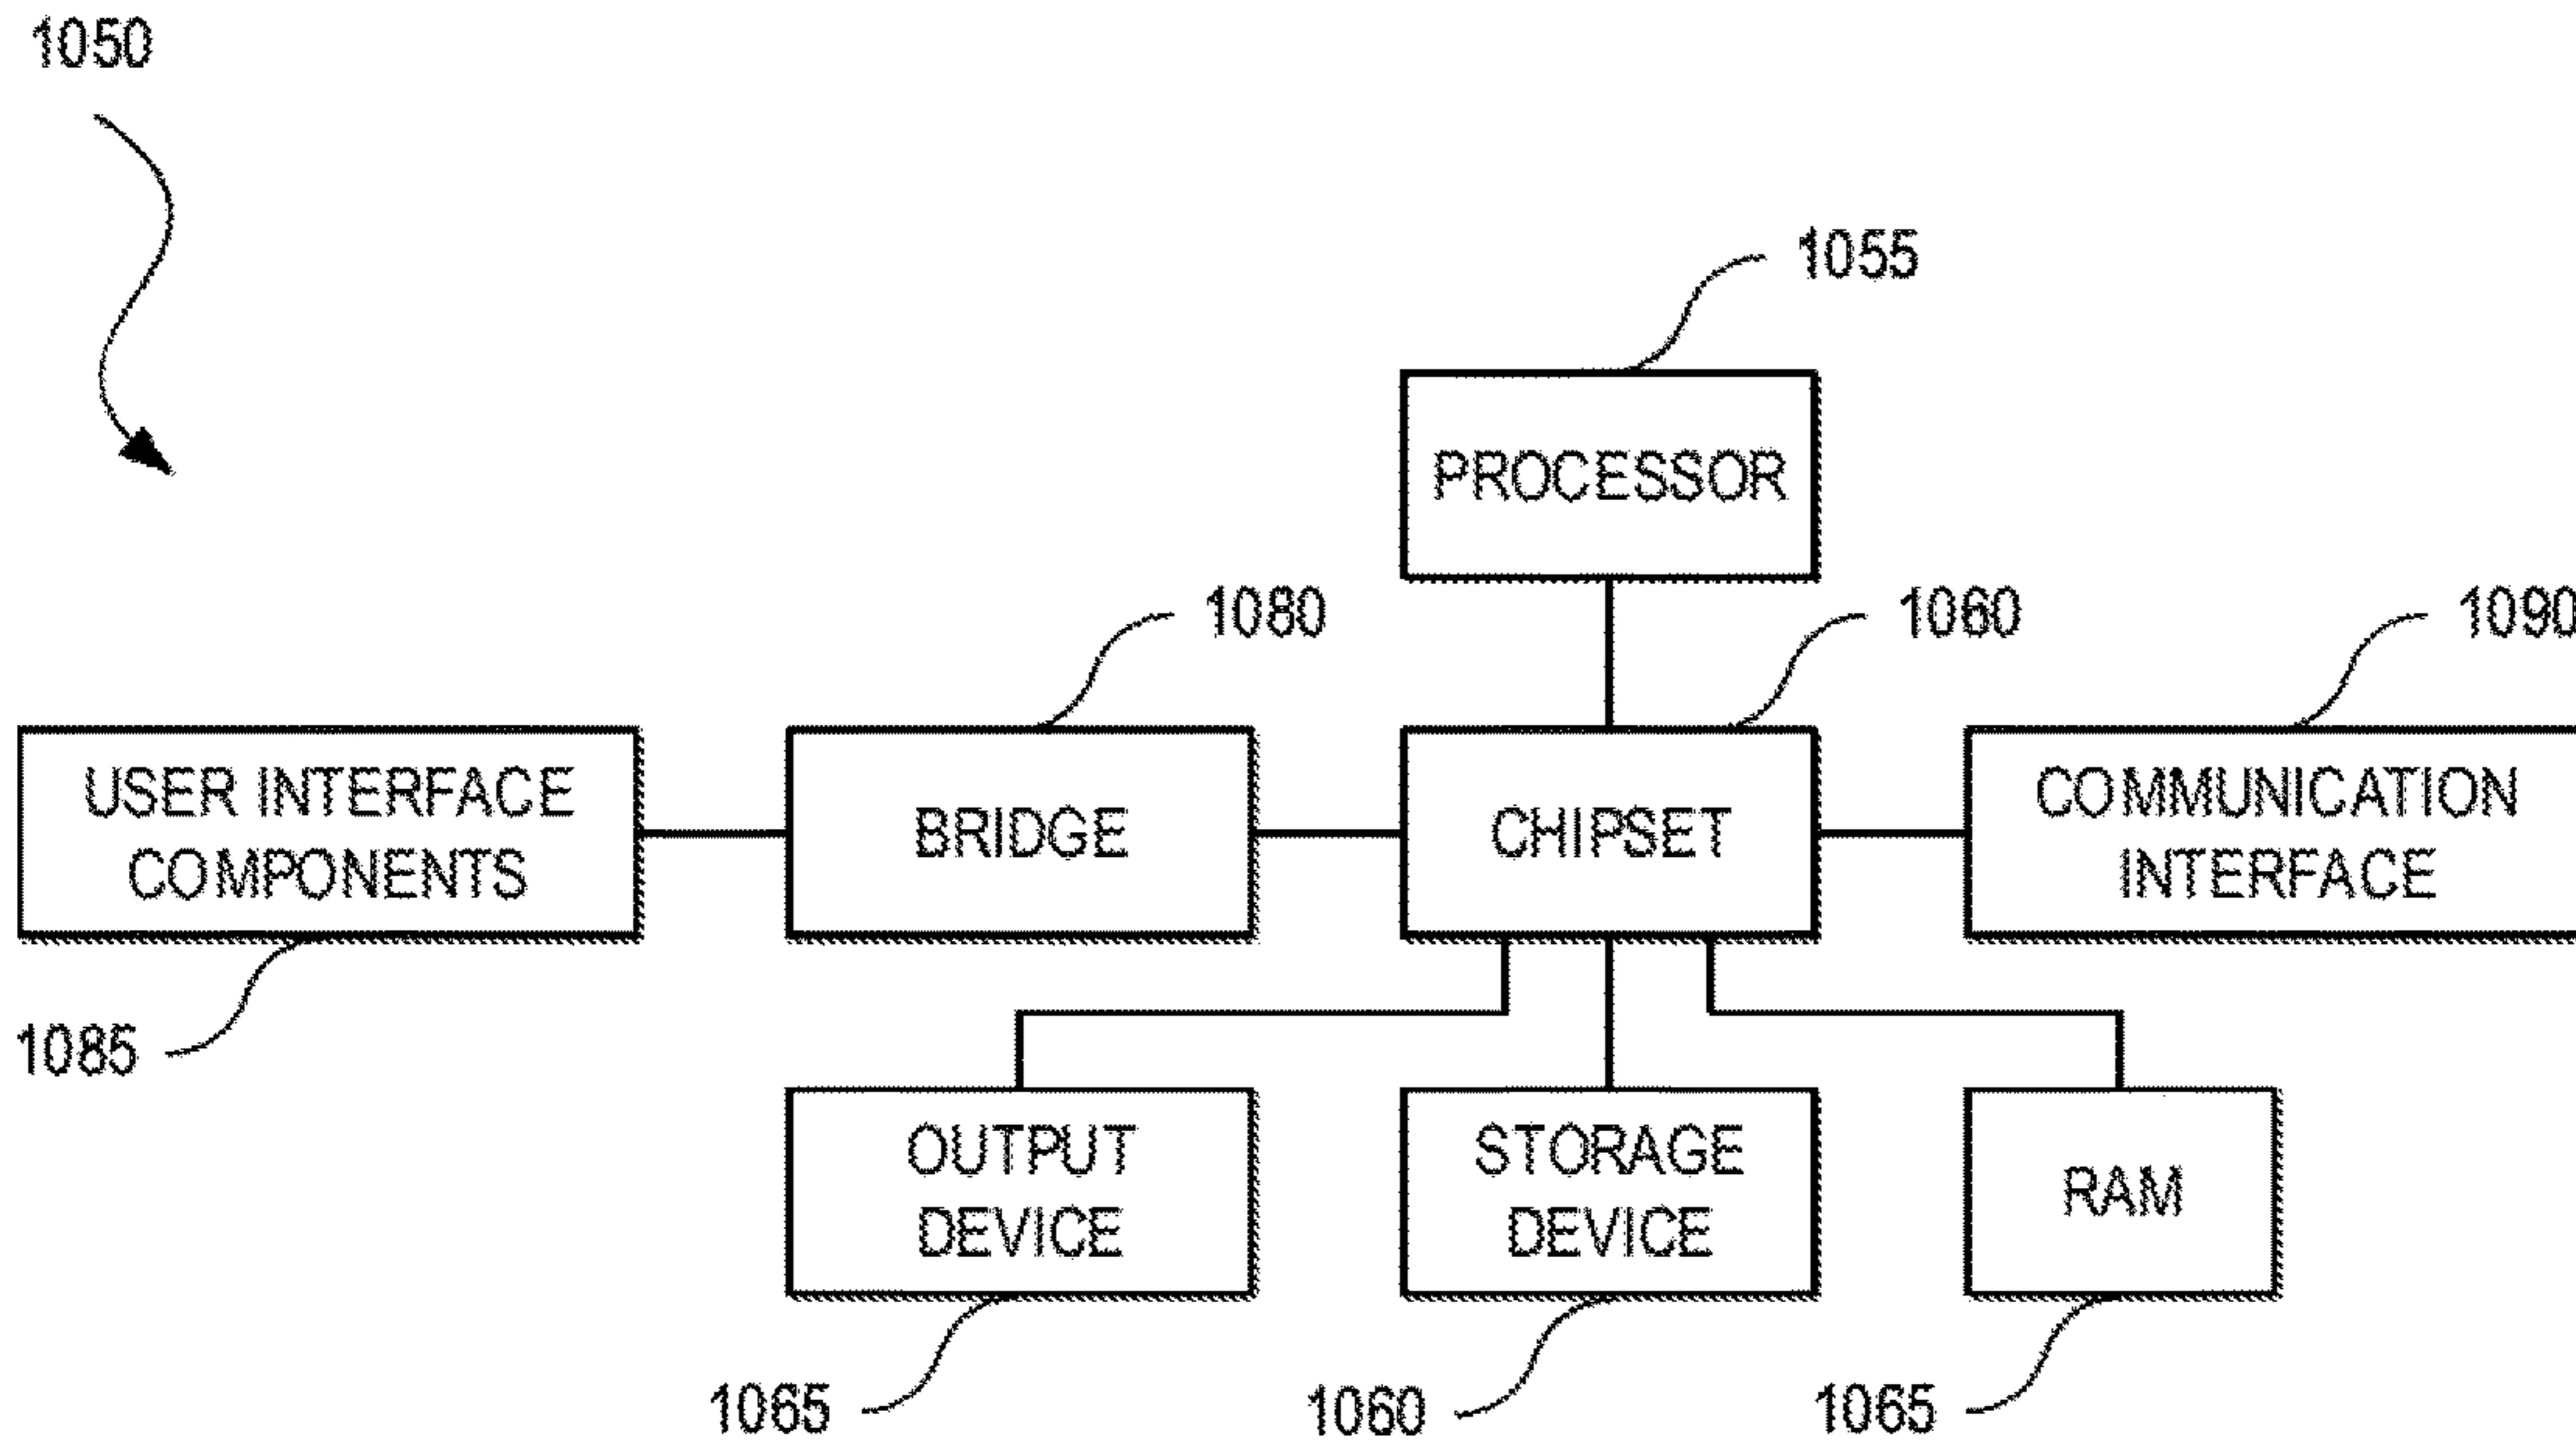 1050
1055
PROCESSOR
1080
1060
1090
USER INTERFACE
COMPONENTS
BRIDGE
CHIPSET
COMMUNICATION
INTERFACE
1085
OUTPUT
DEVICE
STORAGE
DEVICE
RAM
1065
1060
1065